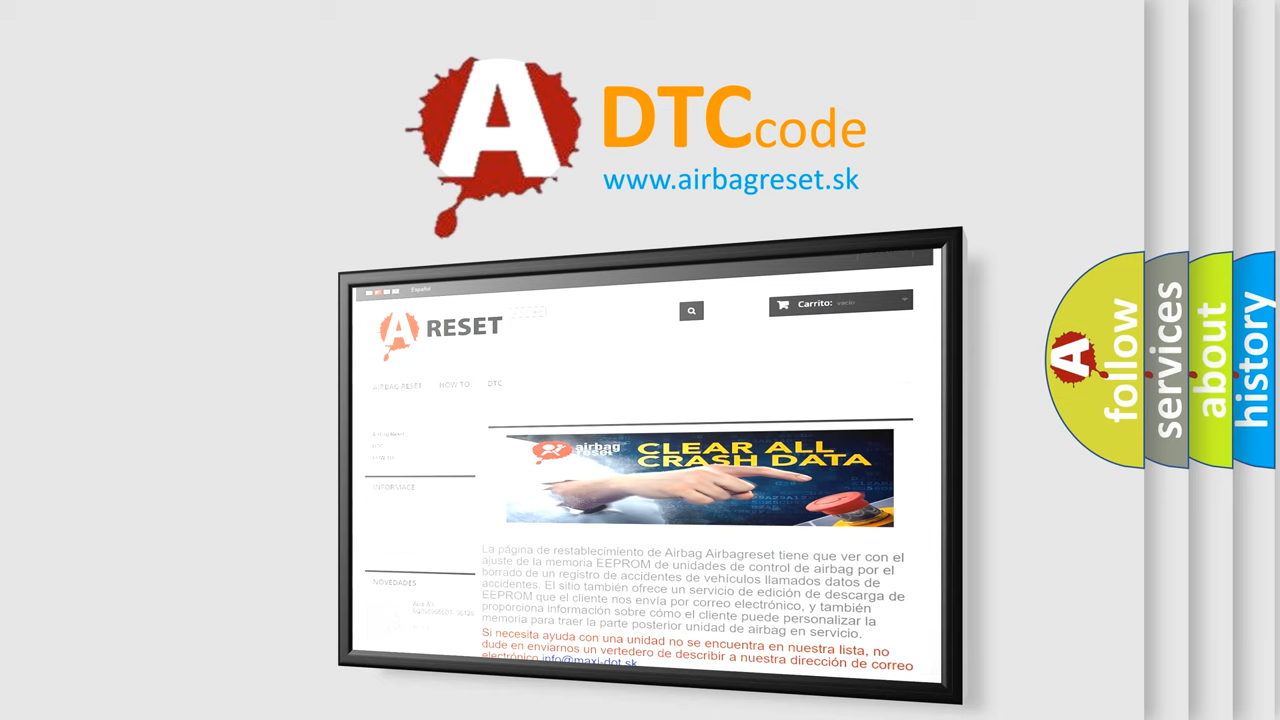 A
DTCcode
www.airbagreset.sk
Español
A RESET
Carrito: vacío
AIRBAG RESET HOW TO DTC
INFORMACE
airbag
reset
CLEAR ALL
CRASH DATA
La página de restablecimiento de Airbag Airbagreset tiene que ver con el
ajuste de la memoria EEPROM de unidades de control de airbag por el
borrado de un registro de accidentes de vehículos llamados datos de
accidentes. El sitio también ofrece un servicio de edición de descarga de
EEPROM que el cliente nos envía por correo electrónico, y también
proporciona información sobre cómo el cliente puede personalizar la
memoria para traer la parte posterior unidad de airbag en servicio.
Si necesita ayuda con una unidad no se encuentra en nuestra lista, no
dude en enviarnos un vertedero de describir a nuestra dirección de correo
electrónico info@maxi-dot.sk
NOVEDADES
A
follow
services
about
history